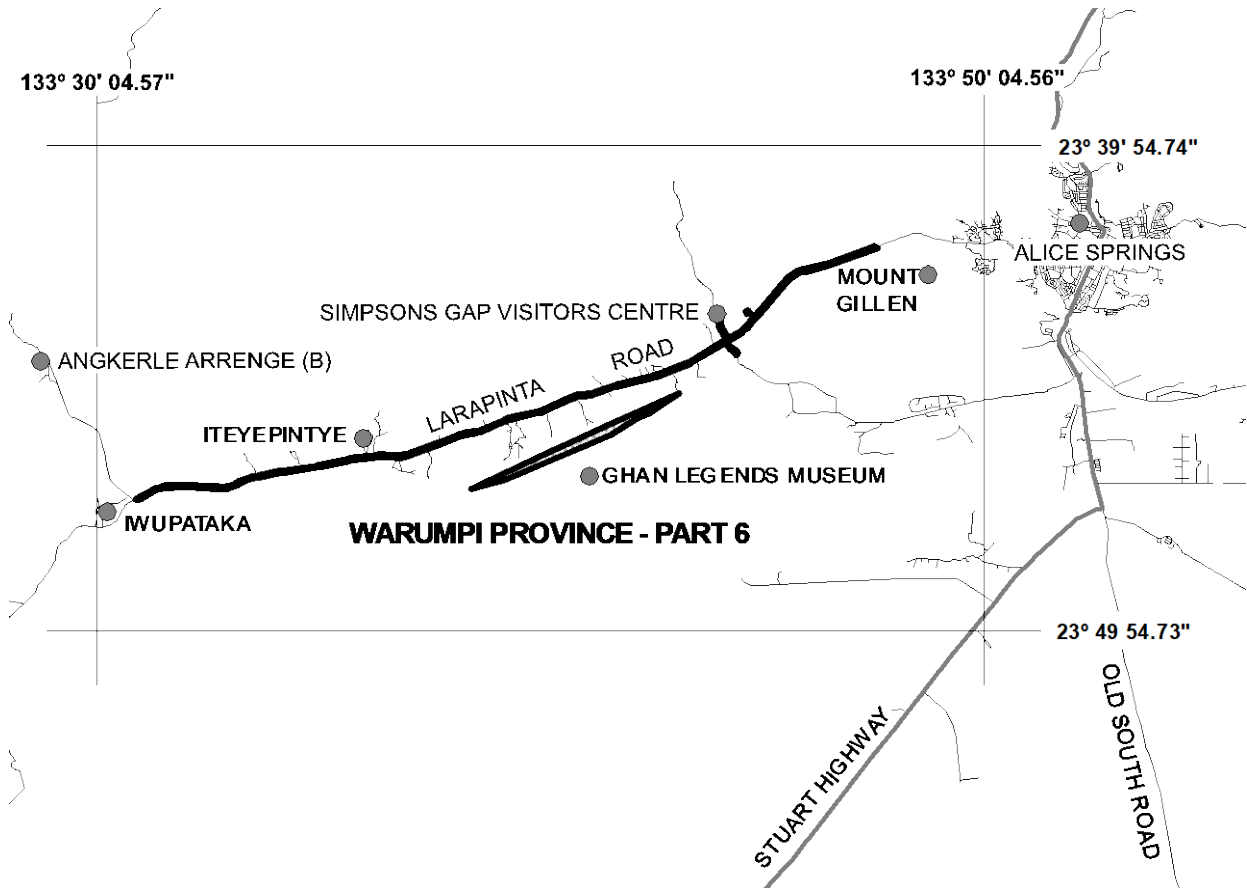 133º 30' 04.57"
133º 50' 04.56"
23º 39' 54.74"
ALICE SPRINGS
MOUNT
GILLEN
SIMPSONS GAP VISITORS CENTRE
ANGKERLE ARRENGE (B)
LARAPINTA ROAD
ITEYEPINTYE
GHAN LEGENDS MUSEUM
IWUPATAKA
WARUMPI PROVINCE - PART 6
23º 49 54.73"
STUART HIGHWAY
OLD SOUTH ROAD